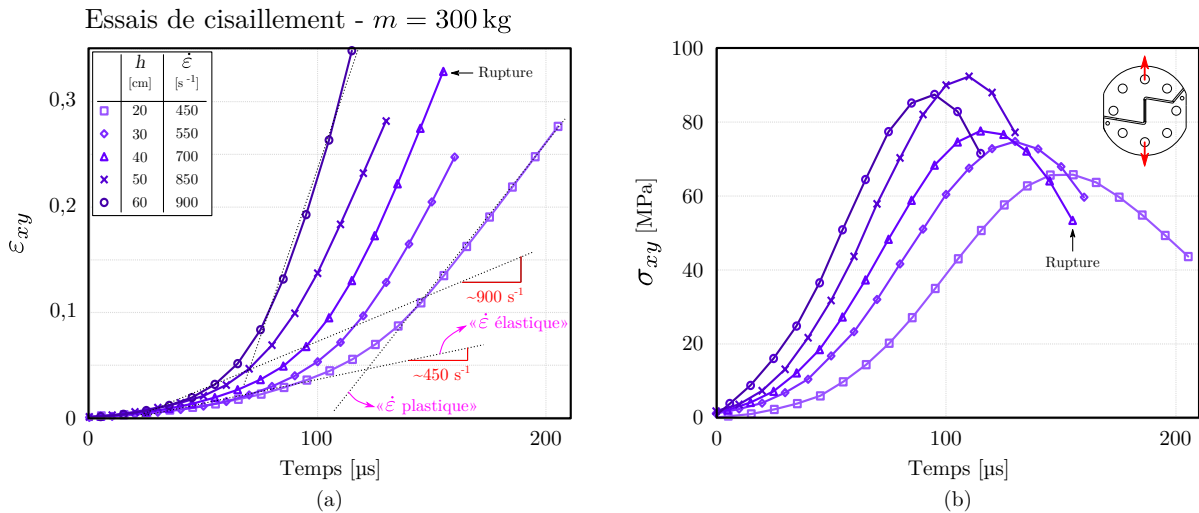 Essais de cisaillement - m = 300 kg
h ε̇
[cm] [s⁻¹]
20 450
30 550
40 700
50 850
60 900
0,3
0,2
0,1
0
εxy
Rupture
~900 s⁻¹
«ε̇ élastique»
~450 s⁻¹
«ε̇ plastique»
0 100 200
Temps [µs]
(a)
100
80
60
40
20
0
σxy [MPa]
Rupture
0 100 200
Temps [µs]
(b)